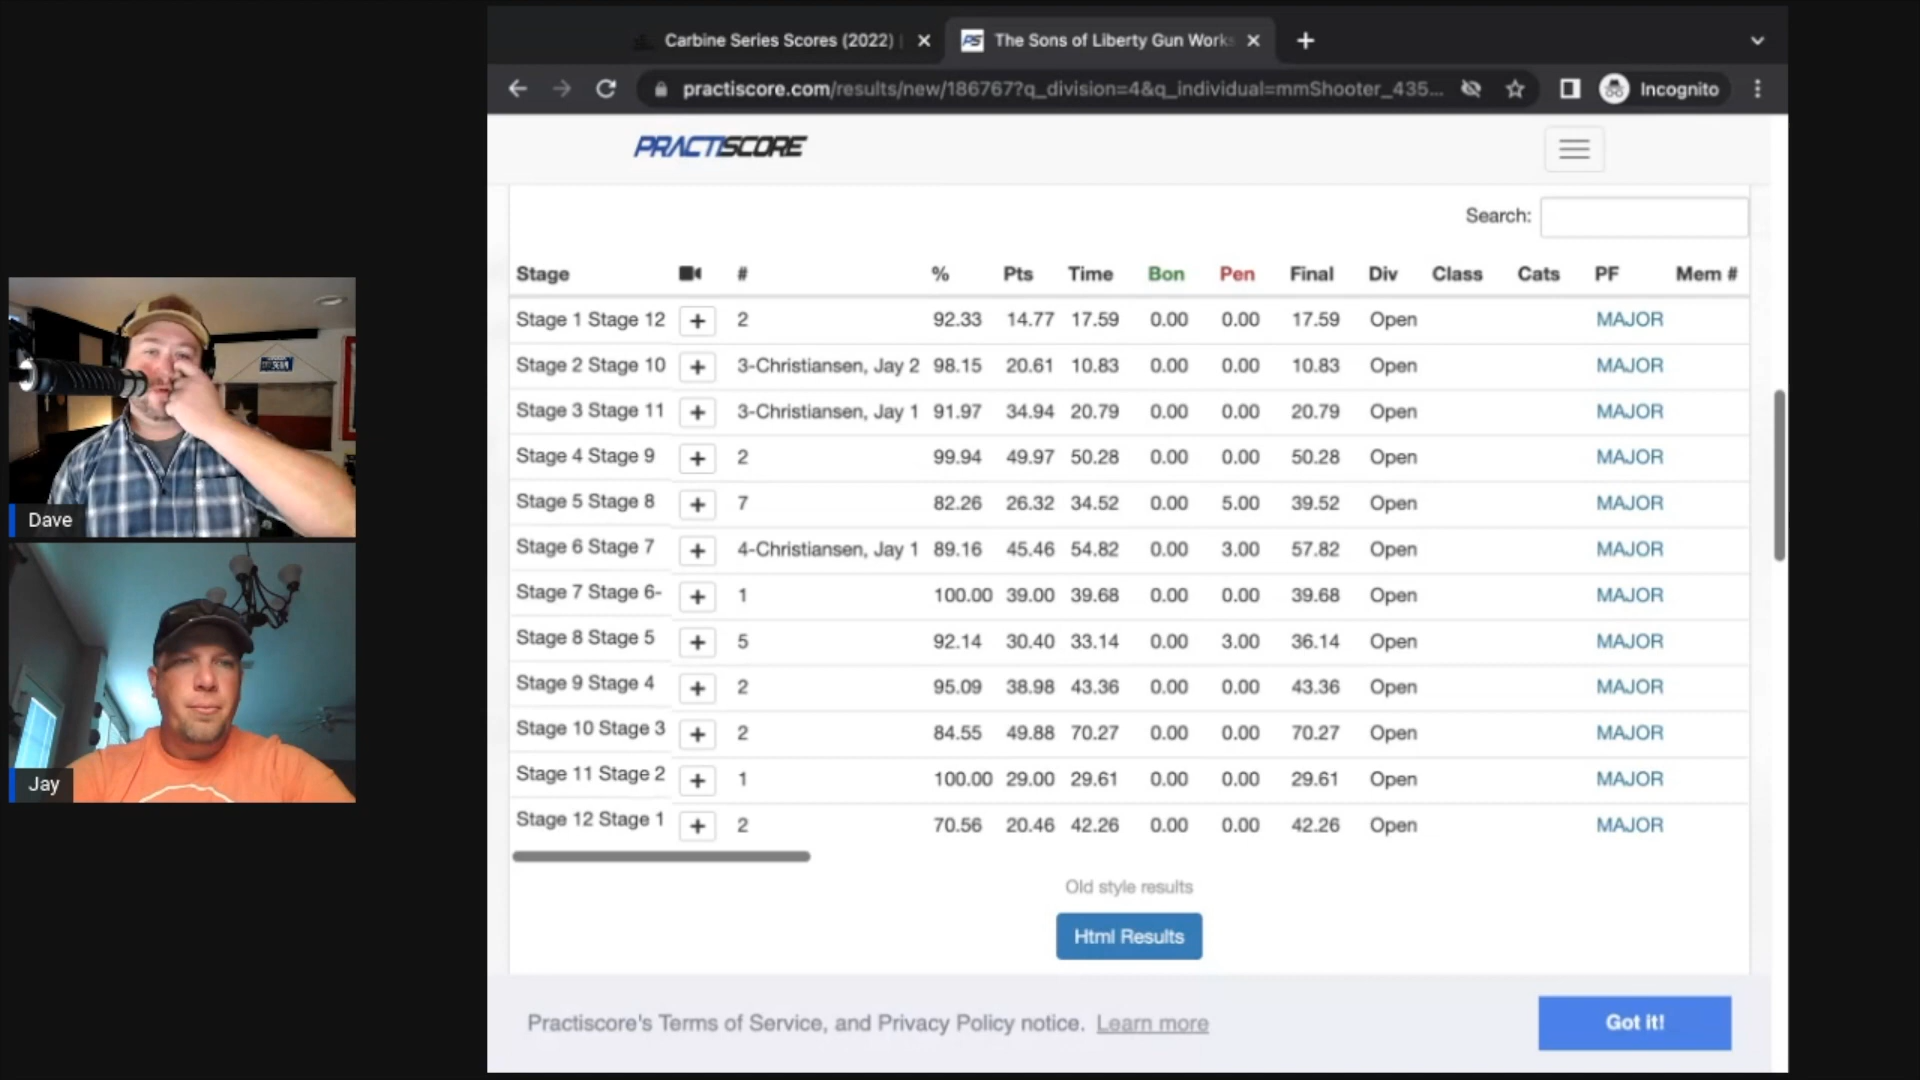 Carbine Series Scores (2022) |
The Sons of Liberty Gun Works
practiscore.com/results/new/186767?q_division=4&q_individual=mmShooter_435...
Incognito
PRACTISCORE
Search:
Stage # % Pts Time Bon Pen Final Div Class Cats PF Mem #
Stage 1 Stage 12 + 2 92.33 14.77 17.59 0.00 0.00 17.59 Open MAJOR
Stage 2 Stage 10 + 3-Christiansen, Jay 2 98.15 20.61 10.83 0.00 0.00 10.83 Open MAJOR
Stage 3 Stage 11 + 3-Christiansen, Jay 1 91.97 34.94 20.79 0.00 0.00 20.79 Open MAJOR
Stage 4 Stage 9 + 2 99.94 49.97 50.28 0.00 0.00 50.28 Open MAJOR
Stage 5 Stage 8 + 7 82.26 26.32 34.52 0.00 5.00 39.52 Open MAJOR
Stage 6 Stage 7 + 4-Christiansen, Jay 1 89.16 45.46 54.82 0.00 3.00 57.82 Open MAJOR
Stage 7 Stage 6- + 1 100.00 39.00 39.68 0.00 0.00 39.68 Open MAJOR
Stage 8 Stage 5 + 5 92.14 30.40 33.14 0.00 3.00 36.14 Open MAJOR
Stage 9 Stage 4 + 2 95.09 38.98 43.36 0.00 0.00 43.36 Open MAJOR
Stage 10 Stage 3 + 2 84.55 49.88 70.27 0.00 0.00 70.27 Open MAJOR
Stage 11 Stage 2 + 1 100.00 29.00 29.61 0.00 0.00 29.61 Open MAJOR
Stage 12 Stage 1 + 2 70.56 20.46 42.26 0.00 0.00 42.26 Open MAJOR
Old style results
Html Results
Practiscore's Terms of Service, and Privacy Policy notice. Learn more
Got it!
Dave
Jay